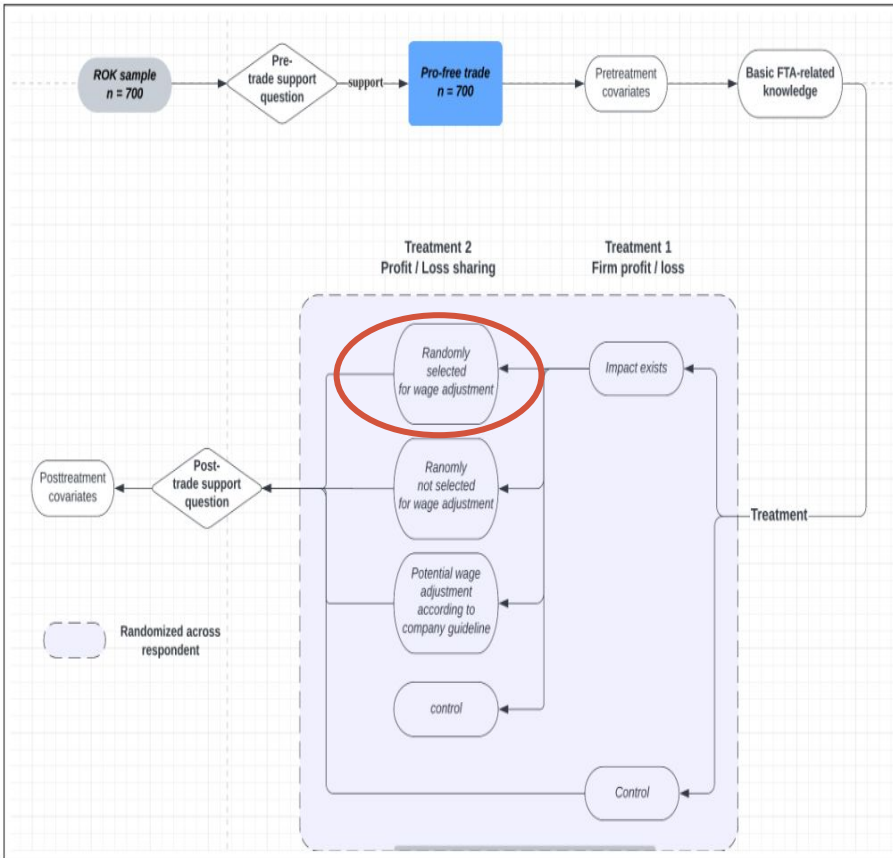 ROK sample
n = 700
Pre-
trade support
question
support
Pro-free trade
n = 700
Pretreatment
covariates
Basic FTA-related
knowledge
Treatment 2
Profit / Loss sharing
Treatment 1
Firm profit / loss
Randomly
selected
for wage adjustment
Impact exists
Ranomly
not selected
for wage adjustment
Post-
trade support
question
Posttreatment
covariates
Treatment
Potential wage
adjustment
according to
company guideline
Randomized across
respondent
control
Control